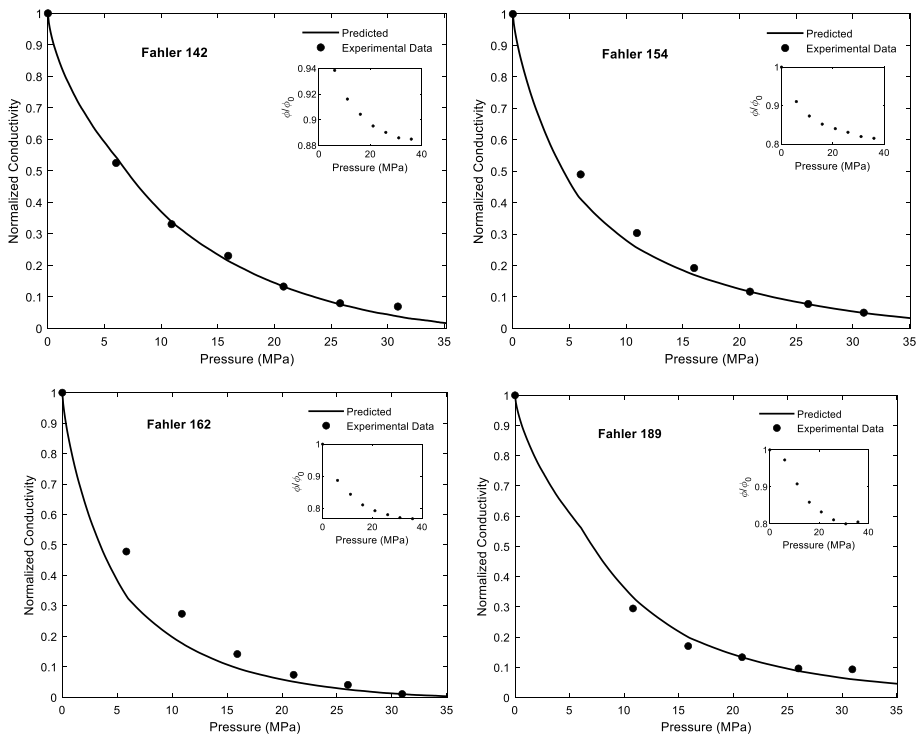 Fahler 142
Predicted
Experimental Data
Normalized Conductivity
1
0.9
0.8
0.7
0.6
0.5
0.4
0.3
0.2
0.1
0
0 5 10 15 20 25 30 35
Pressure (MPa)
ϕ/ϕ0
0.94
0.92
0.9
0.88
0 20 40
Pressure (MPa)
Fahler 154
Predicted
Experimental Data
Normalized Conductivity
1
0.9
0.8
0.7
0.6
0.5
0.4
0.3
0.2
0.1
0
0 5 10 15 20 25 30 35
Pressure (MPa)
ϕ/ϕ0
1
0.9
0.8
0 20 40
Pressure (MPa)
Fahler 162
Predicted
Experimental Data
Normalized Conductivity
1
0.9
0.8
0.7
0.6
0.5
0.4
0.3
0.2
0.1
0
0 5 10 15 20 25 30 35
Pressure (MPa)
ϕ/ϕ0
1
0.9
0.8
0 20 40
Pressure (MPa)
Fahler 189
Predicted
Experimental Data
Normalized Conductivity
1
0.9
0.8
0.7
0.6
0.5
0.4
0.3
0.2
0.1
0
0 5 10 15 20 25 30 35
Pressure (MPa)
ϕ/ϕ0
1
0.9
0.8
0 20 40
Pressure (MPa)